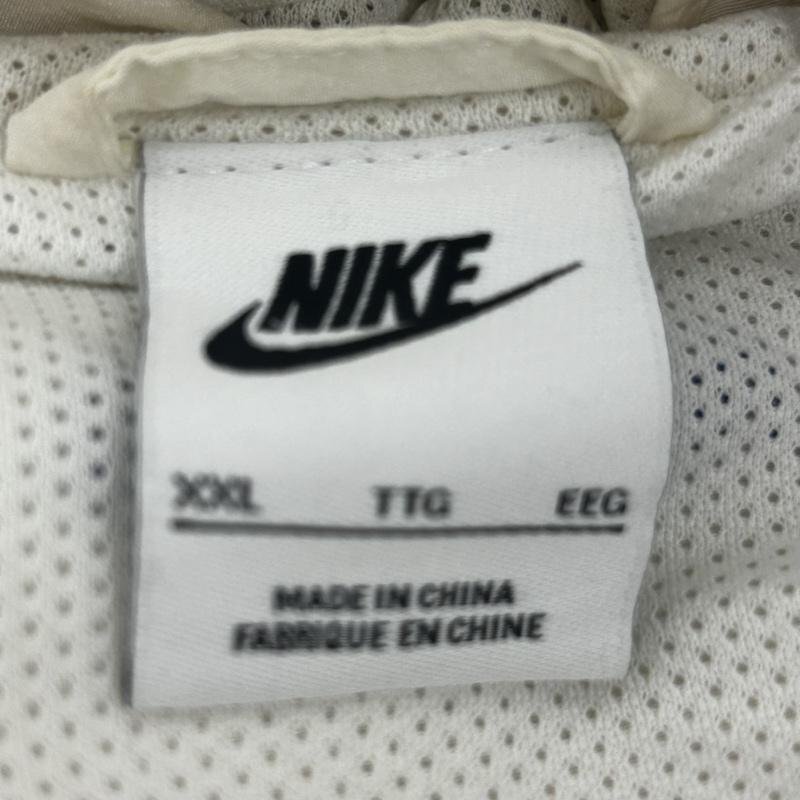 NIKE
XXL TTG EEG
MADE IN CHINA
FABRIQUE EN CHINE